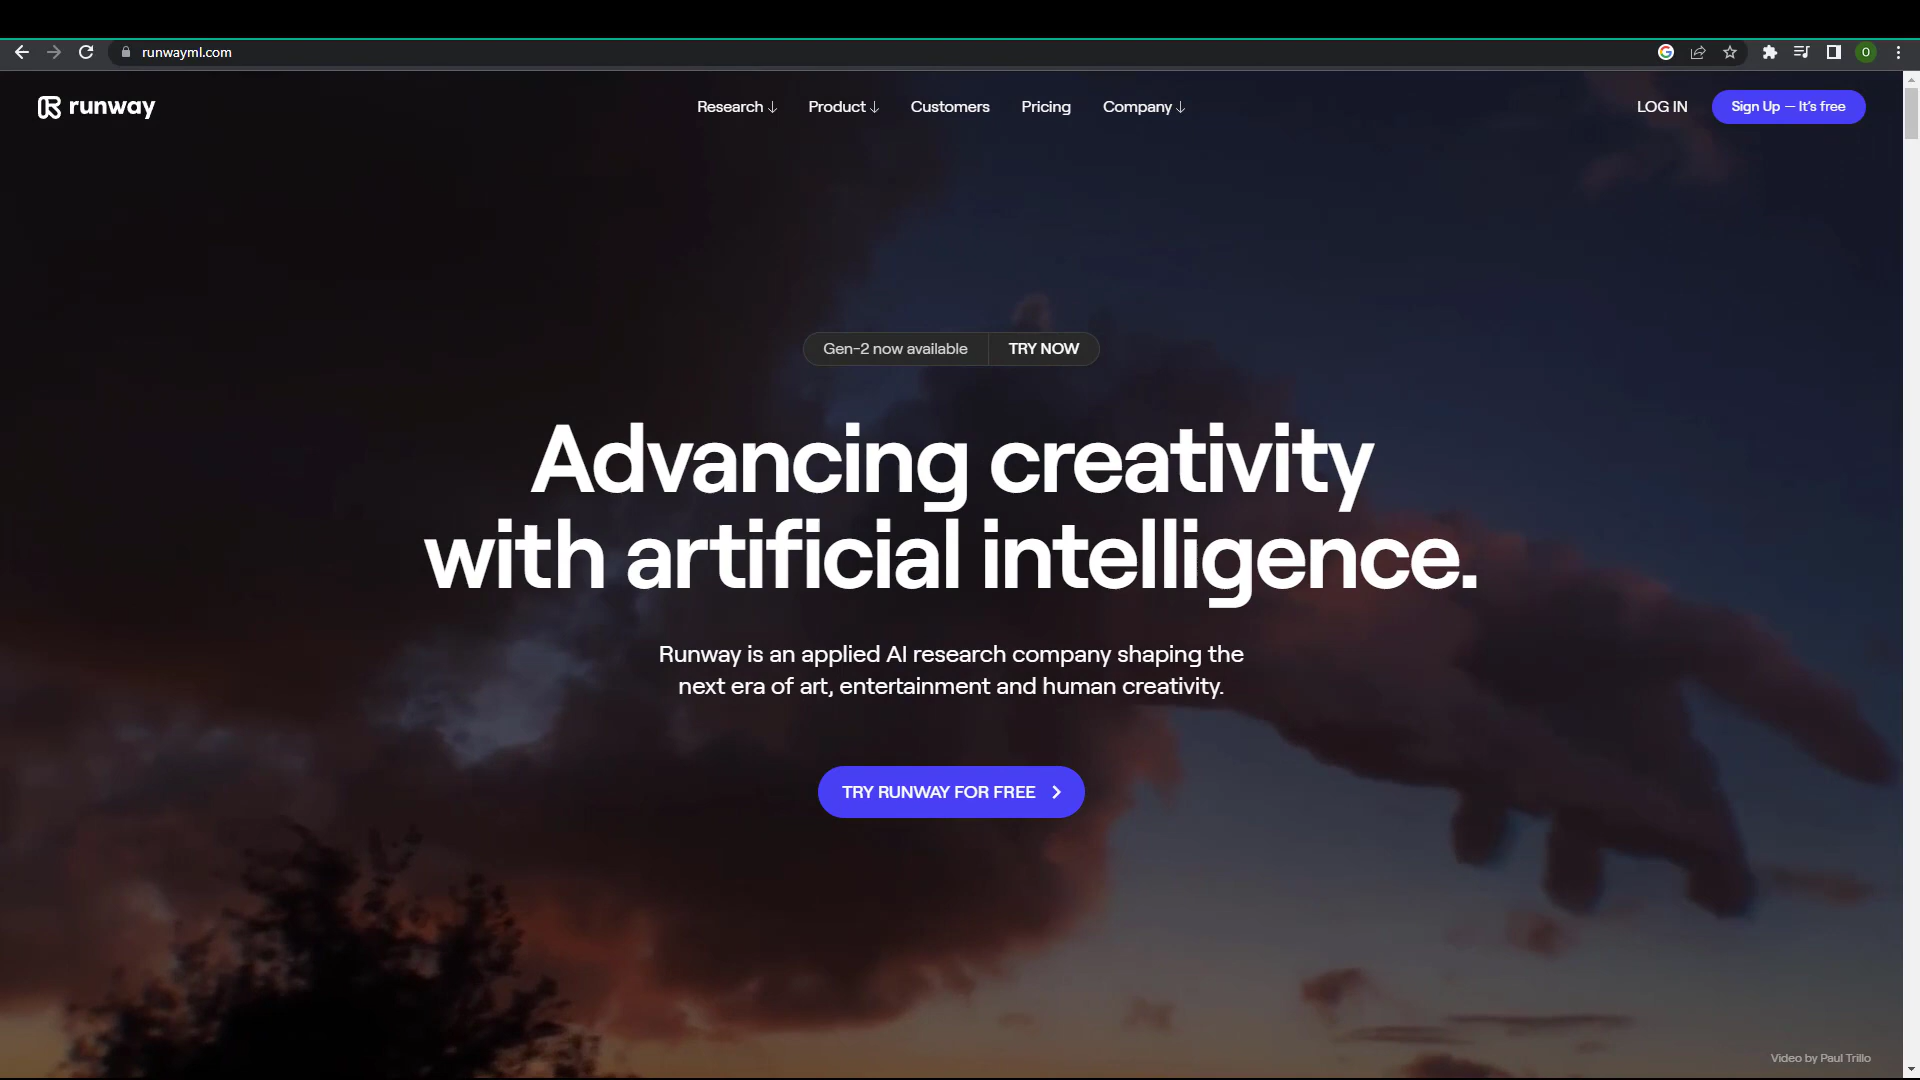 runwayml.com
O
runway
Research ↓ Product ↓ Customers Pricing Company ↓
LOG IN
Sign Up — It's free
Gen-2 now available
TRY NOW
Advancing creativity
with artificial intelligence.
Runway is an applied AI research company shaping the
next era of art, entertainment and human creativity.
TRY RUNWAY FOR FREE
Video by Paul Trillo